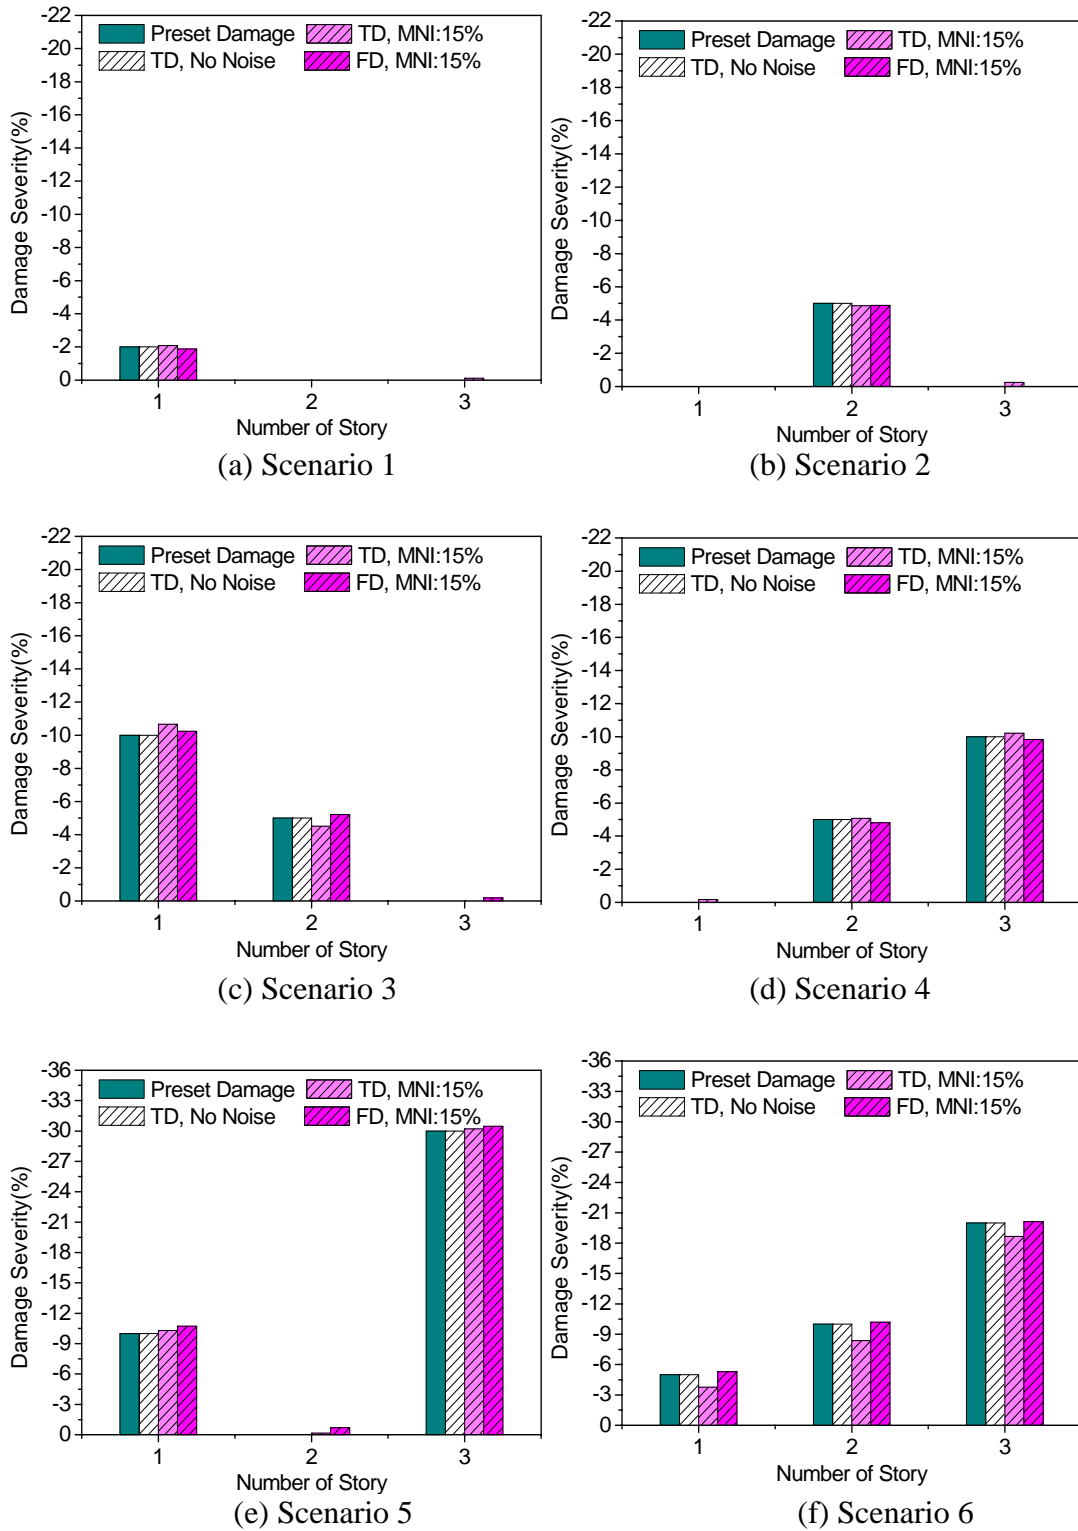 -22
-20
-18
-16
-14
-12
-10
-8
-6
-4
-2
0
Damage Severity(%)
Preset Damage TD, MNI:15%
TD, No Noise FD, MNI:15%
1 2 3
Number of Story
(a) Scenario 1
-22
-20
-18
-16
-14
-12
-10
-8
-6
-4
-2
0
Damage Severity(%)
Preset Damage TD, MNI:15%
TD, No Noise FD, MNI:15%
1 2 3
Number of Story
(b) Scenario 2
-22
-20
-18
-16
-14
-12
-10
-8
-6
-4
-2
0
Damage Severity(%)
Preset Damage TD, MNI:15%
TD, No Noise FD, MNI:15%
1 2 3
Number of Story
(c) Scenario 3
-22
-20
-18
-16
-14
-12
-10
-8
-6
-4
-2
0
Damage Severity(%)
Preset Damage TD, MNI:15%
TD, No Noise FD, MNI:15%
1 2 3
Number of Story
(d) Scenario 4
-36
-33
-30
-27
-24
-21
-18
-15
-12
-9
-6
-3
0
Damage Severity(%)
Preset Damage TD, MNI:15%
TD, No Noise FD, MNI:15%
1 2 3
Number of Story
(e) Scenario 5
-36
-33
-30
-27
-24
-21
-18
-15
-12
-9
-6
-3
0
Damage Severity(%)
Preset Damage TD, MNI:15%
TD, No Noise FD, MNI:15%
1 2 3
Number of Story
(f) Scenario 6